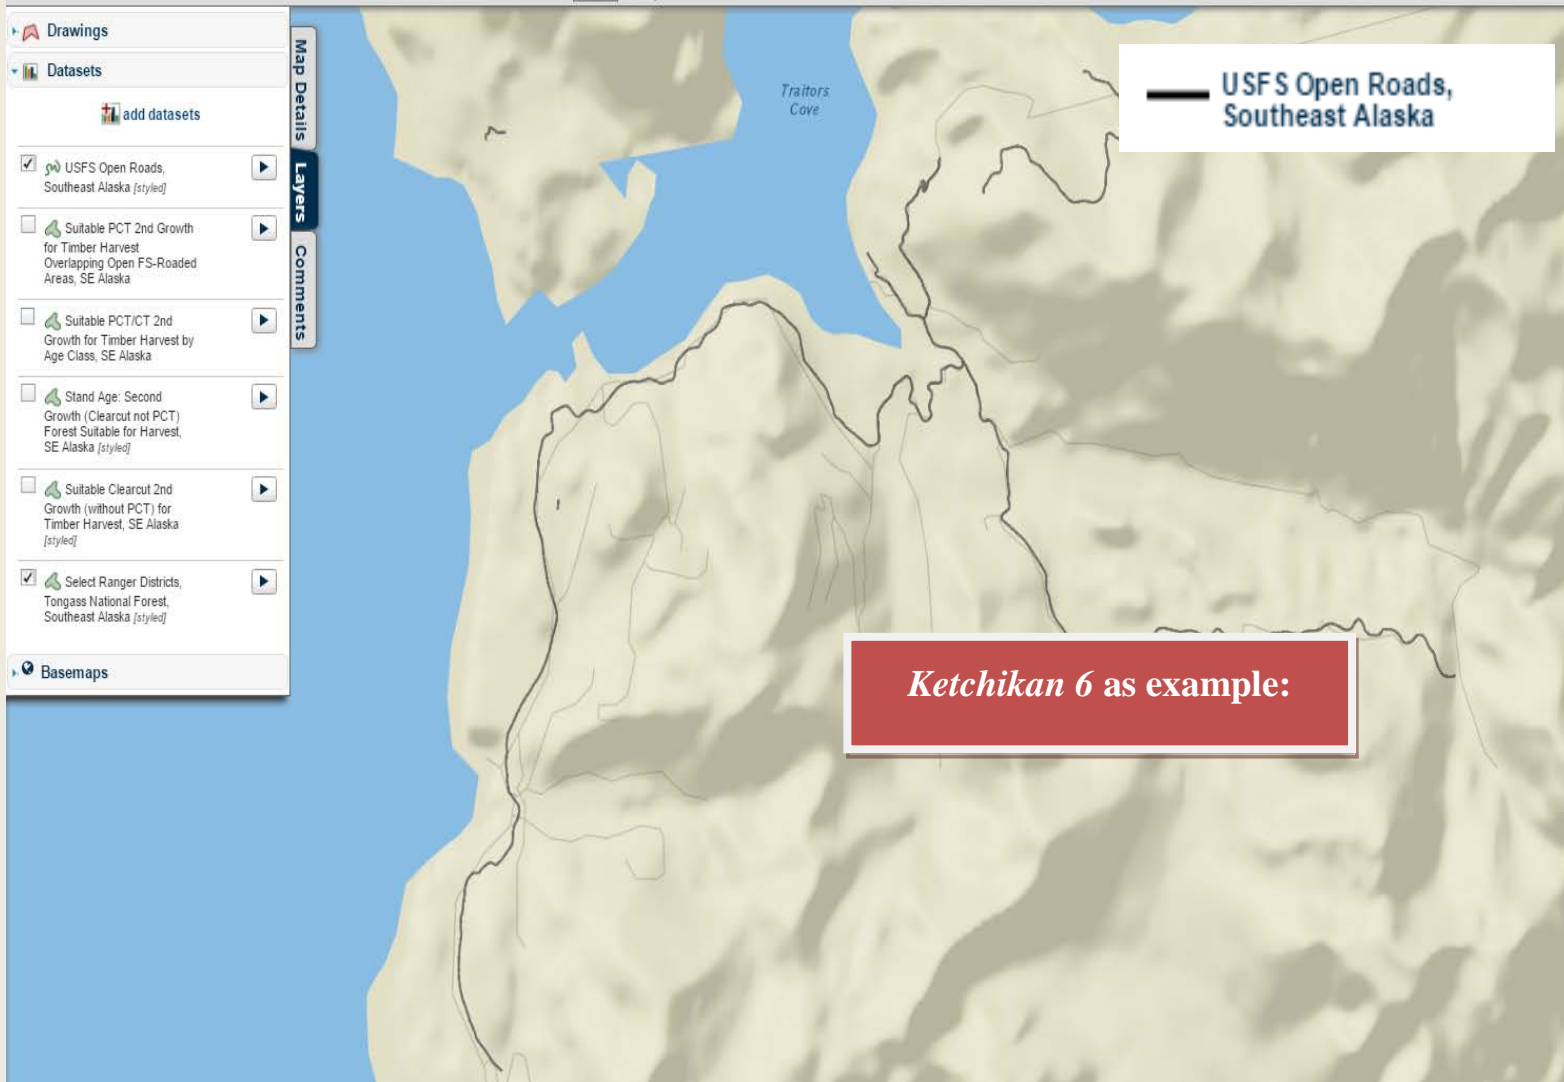 Drawings
Datasets
add datasets
USFS Open Roads,
Southeast Alaska [styled]
Suitable PCT 2nd Growth
for Timber Harvest
Overlapping Open FS-Roaded
Areas, SE Alaska
Suitable PCT/CT 2nd
Growth for Timber Harvest by
Age Class, SE Alaska
Stand Age: Second
Growth (Clearcut not PCT)
Forest Suitable for Harvest,
SE Alaska [styled]
Suitable Clearcut 2nd
Growth (without PCT) for
Timber Harvest, SE Alaska
[styled]
Select Ranger Districts,
Tongass National Forest,
Southeast Alaska [styled]
Basemaps
Map Details
Layers
Comments
Traitors
Cove
USFS Open Roads,
Southeast Alaska
Ketchikan 6 as example: